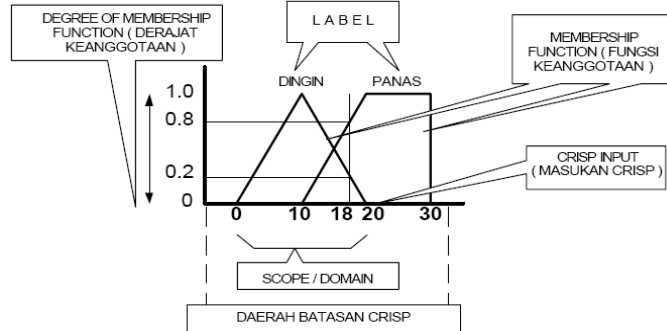 DEGREE OF MEMBERSHIP
FUNCTION ( DERAJAT
KEANGGOTAAN )
L A B E L
MEMBERSHIP
FUNCTION ( FUNGSI
KEANGGOTAAN )
DINGIN
PANAS
1.0
0.8
0.2
0
CRISP INPUT
( MASUKAN CRISP )
0 10 18 20 30
SCOPE / DOMAIN
DAERAH BATASAN CRISP